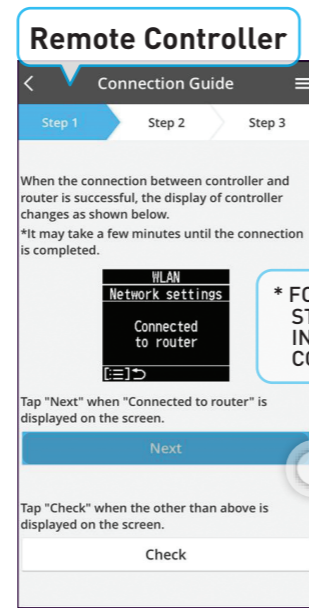 Remote Controller
Connection Guide
Step 1 Step 2 Step 3
When the connection between controller and
router is successful, the display of controller
changes as shown below.
*It may take a few minutes until the connection
is completed.
WLAN
Network settings
Connected
to router
Tap "Next" when "Connected to router" is
displayed on the screen.
Next
Tap "Check" when the other than above is
displayed on the screen.
Check